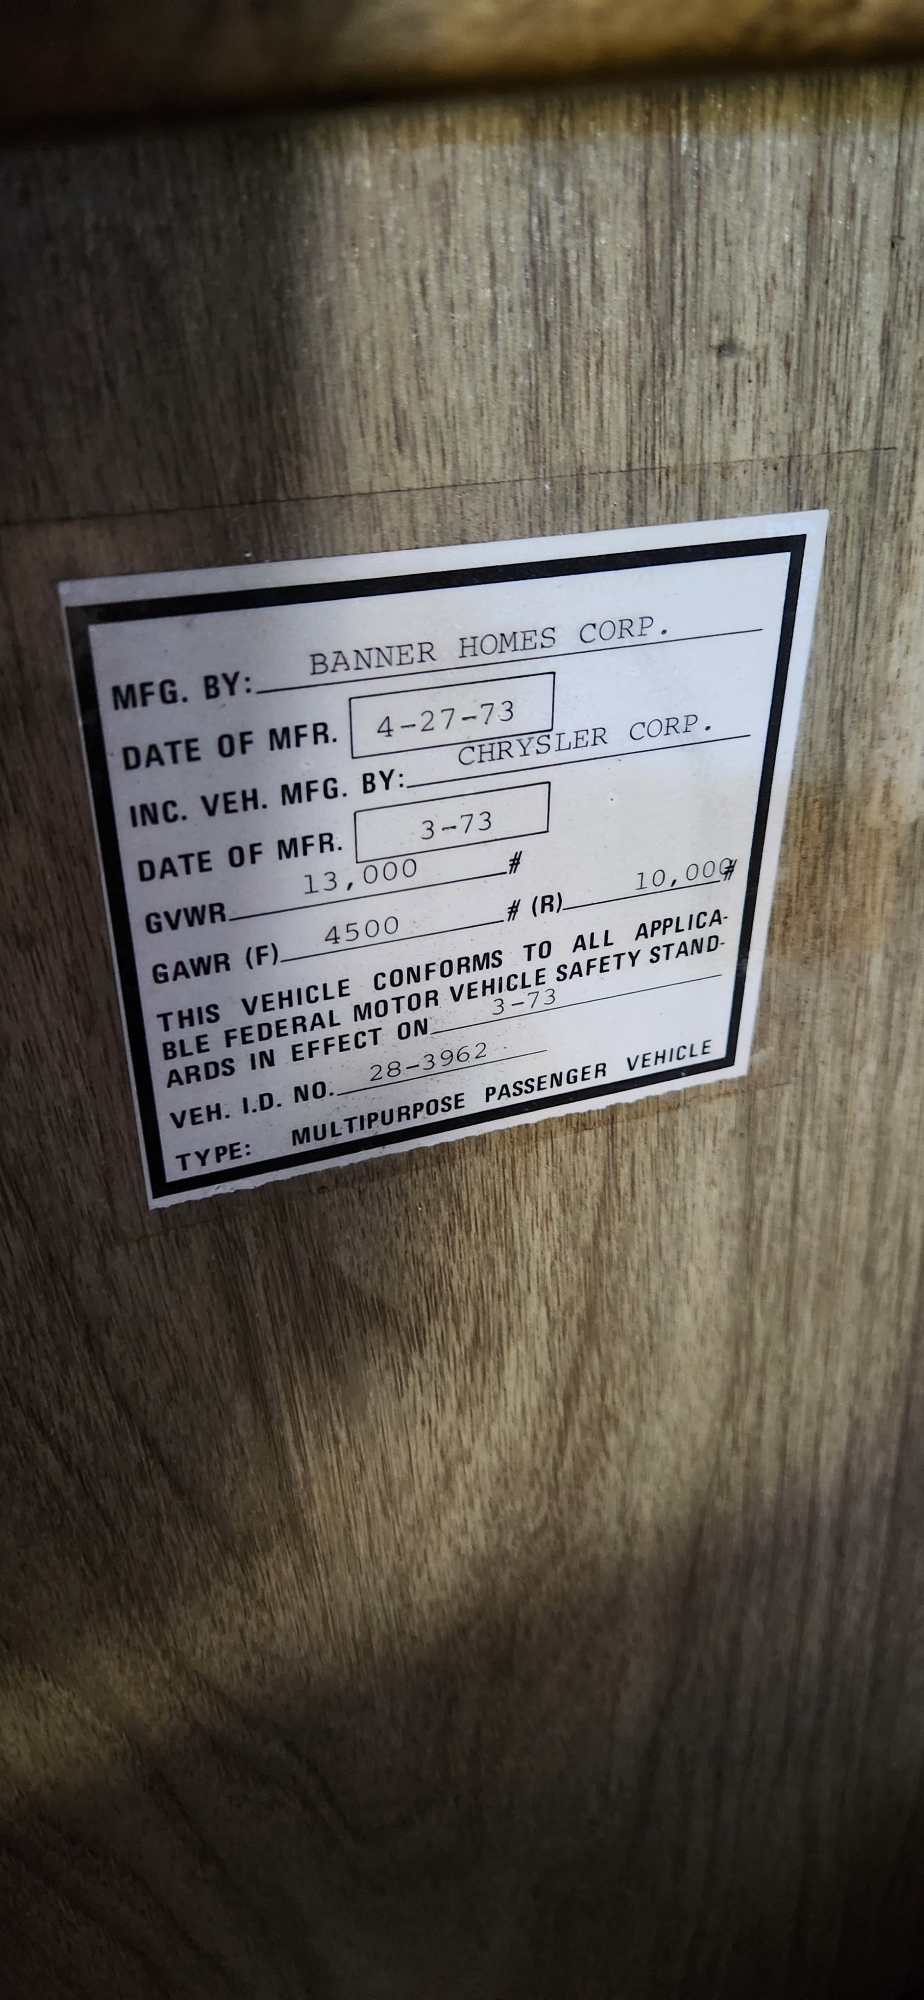 MFG. BY: BANNER HOMES CORP.
DATE OF MFR. 4-27-73
INC. VEH. MFG. BY: CHRYSLER CORP.
DATE OF MFR. 3-73
GVWR 13,000 #
GAWR (F) 4500 # (R) 10,000#
THIS VEHICLE CONFORMS TO ALL APPLICA-
BLE FEDERAL MOTOR VEHICLE SAFETY STAND-
ARDS IN EFFECT ON 3-73
VEH. I.D. NO. 28-3962
TYPE: MULTIPURPOSE PASSENGER VEHICLE